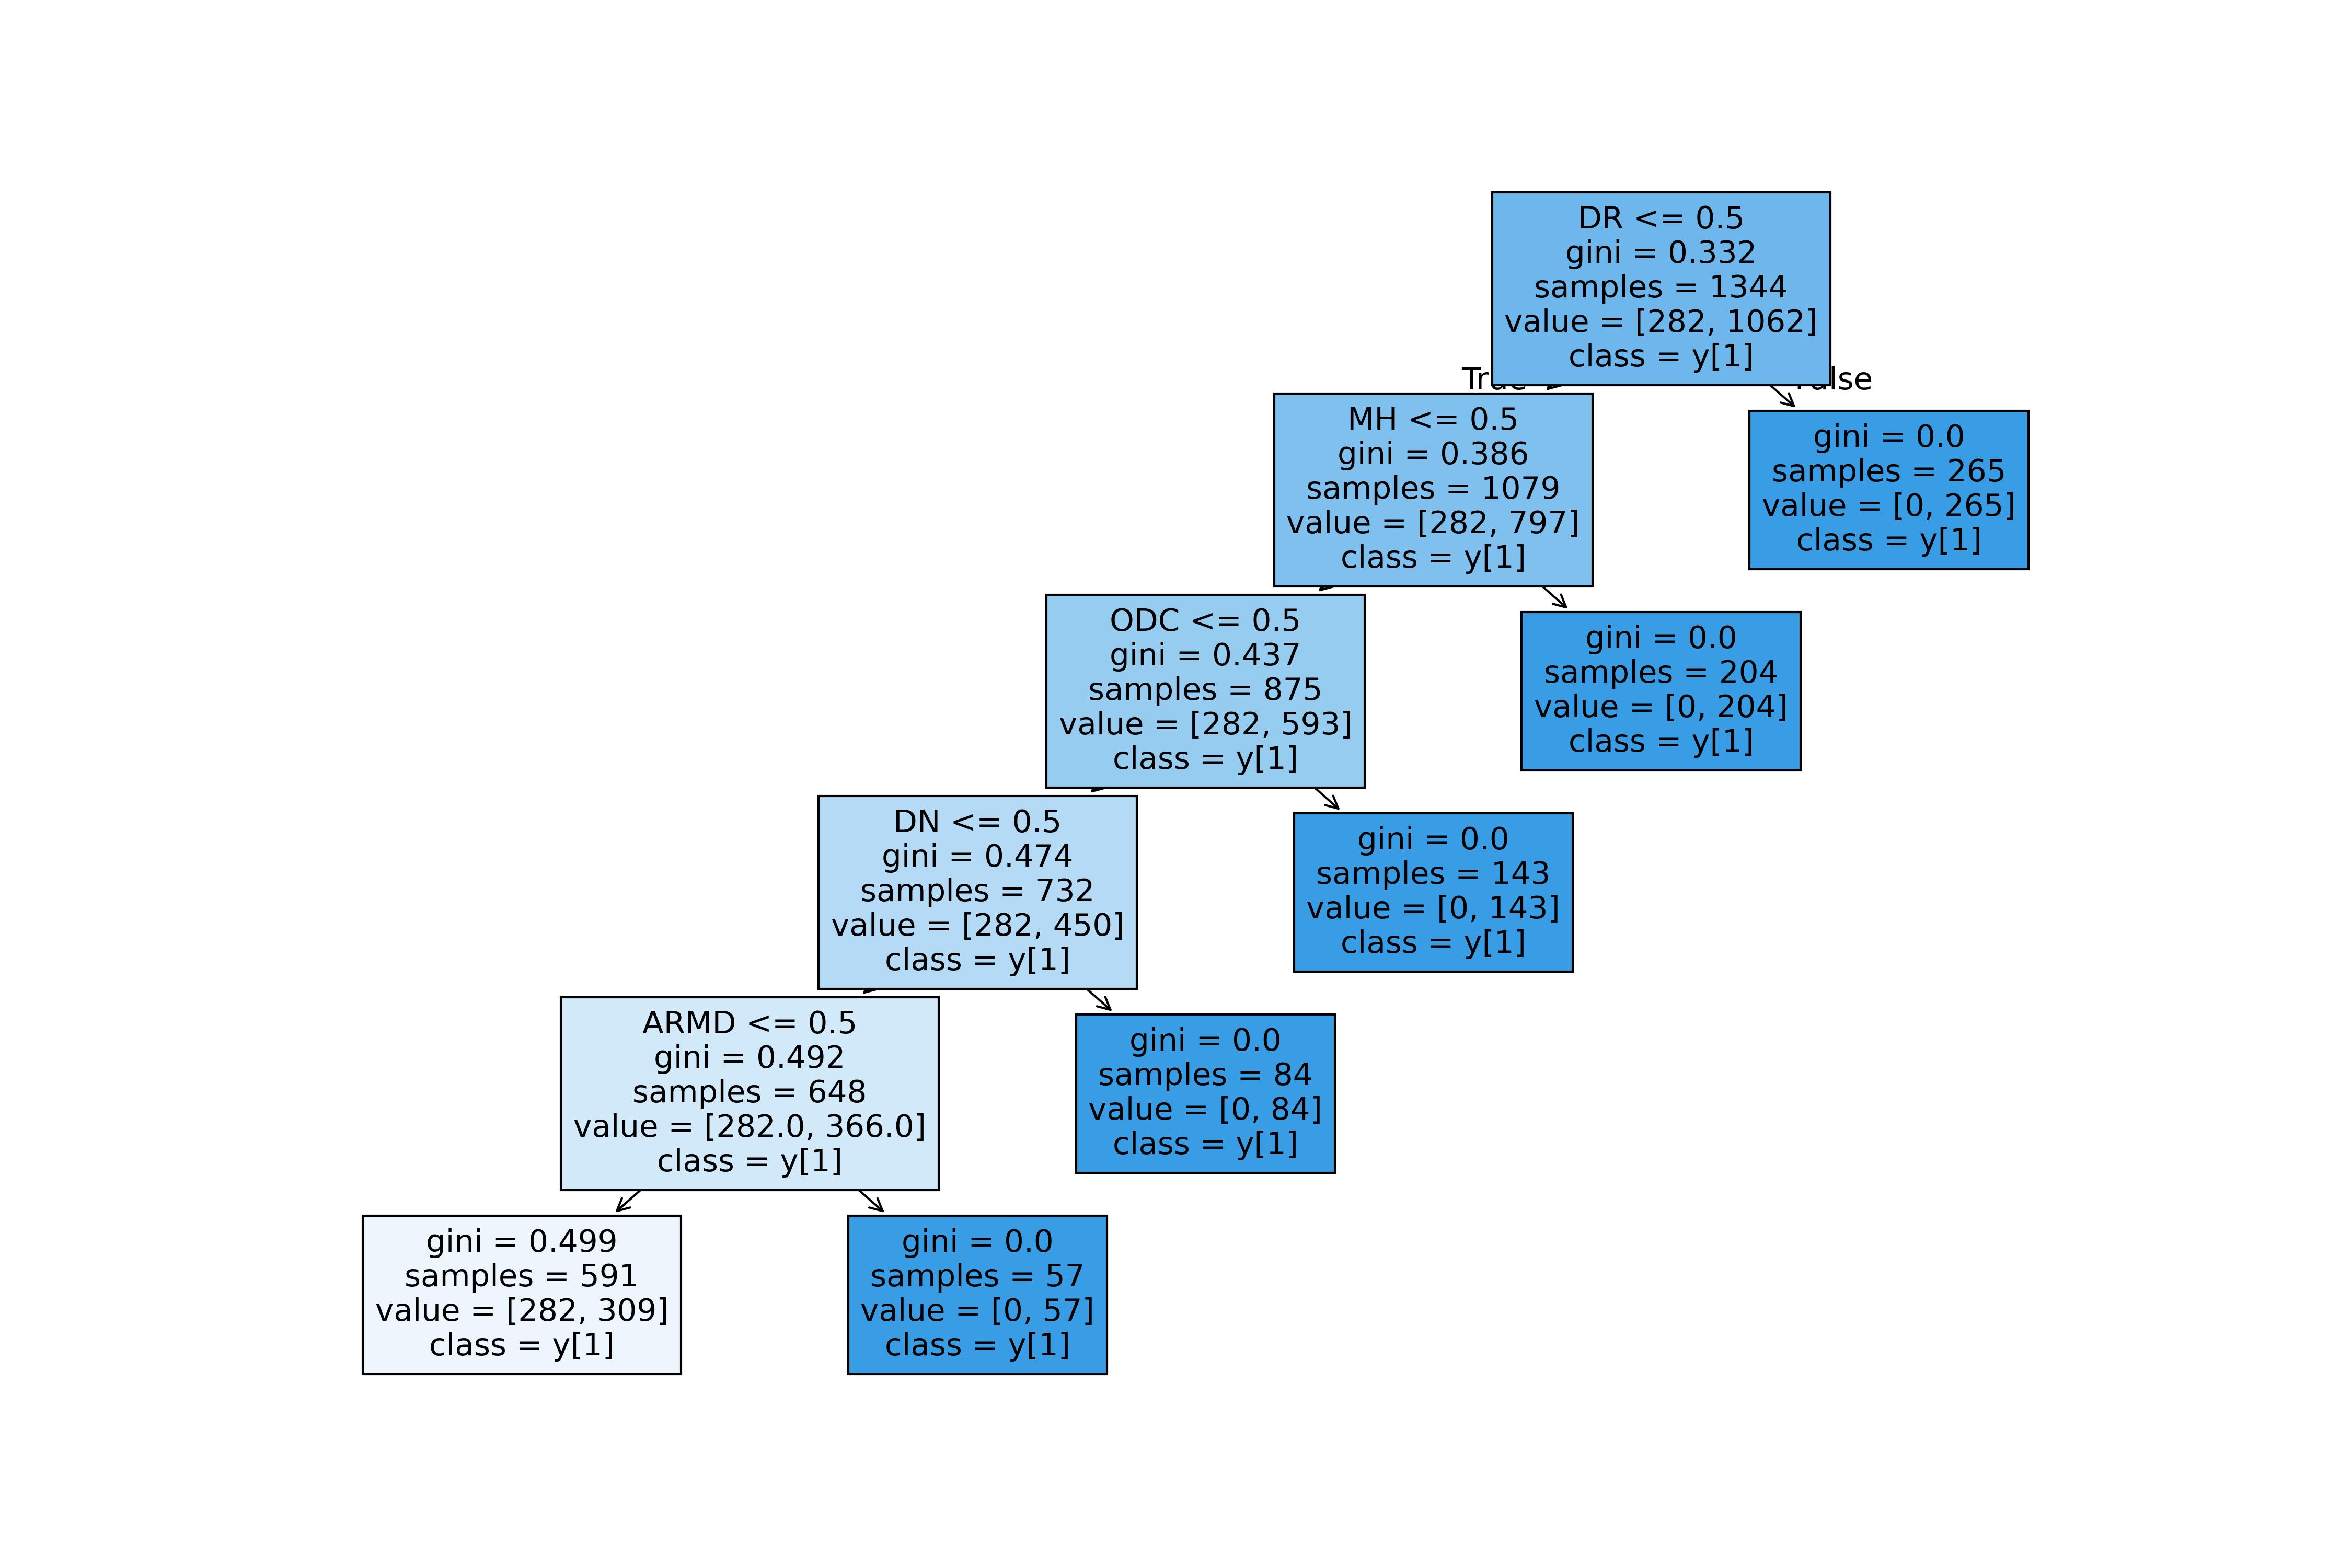 DR <= 0.5
gini = 0.332
samples = 1344
value = [282, 1062]
class = y[1]
MH <= 0.5
gini = 0.386
samples = 1079
value = [282, 797]
class = y[1]
gini = 0.0
samples = 265
value = [0, 265]
class = y[1]
ODC <= 0.5
gini = 0.437
samples = 875
value = [282, 593]
class = y[1]
gini = 0.0
samples = 204
value = [0, 204]
class = y[1]
DN <= 0.5
gini = 0.474
samples = 732
value = [282, 450]
class = y[1]
gini = 0.0
samples = 143
value = [0, 143]
class = y[1]
ARMD <= 0.5
gini = 0.492
samples = 648
value = [282.0, 366.0]
class = y[1]
gini = 0.0
samples = 84
value = [0, 84]
class = y[1]
gini = 0.499
samples = 591
value = [282, 309]
class = y[1]
gini = 0.0
samples = 57
value = [0, 57]
class = y[1]